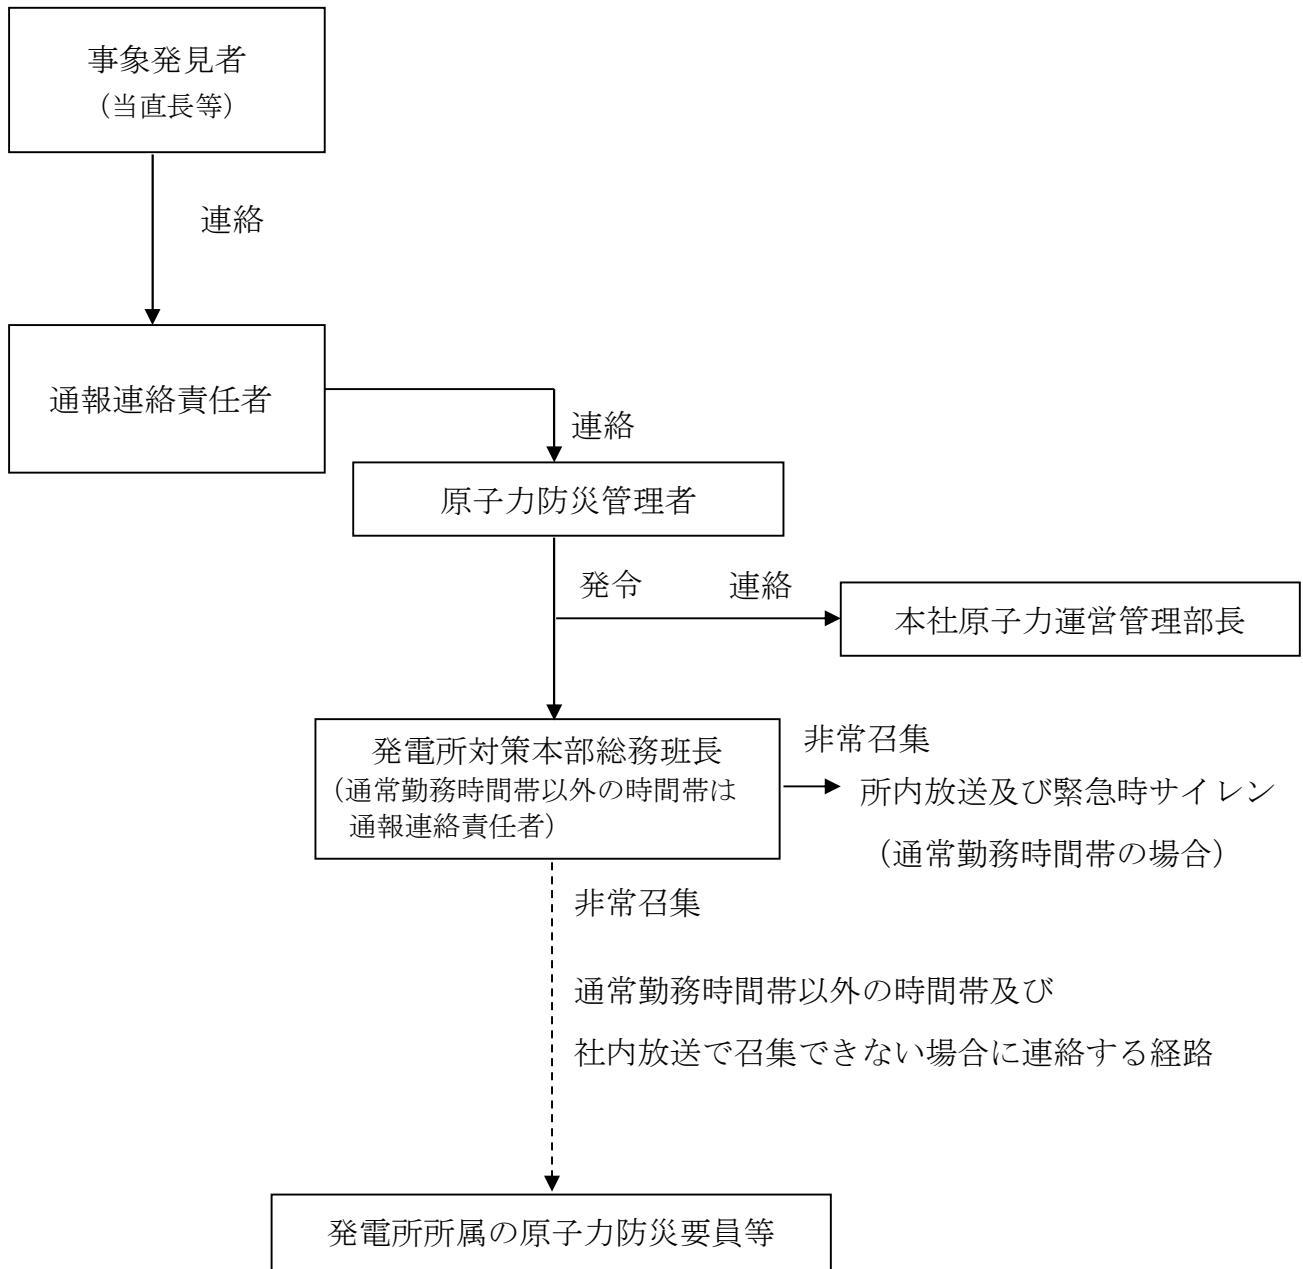 事象発見者
（当直長等）
連絡
通報連絡責任者
連絡
原子力防災管理者
発令
連絡
本社原子力運営管理部長
発電所対策本部総務班長
（通常勤務時間帯以外の時間帯は
通報連絡責任者）
非常召集
所内放送及び緊急時サイレン
（通常勤務時間帯の場合）
非常召集
通常勤務時間帯以外の時間帯及び
社内放送で召集できない場合に連絡する経路
発電所所属の原子力防災要員等